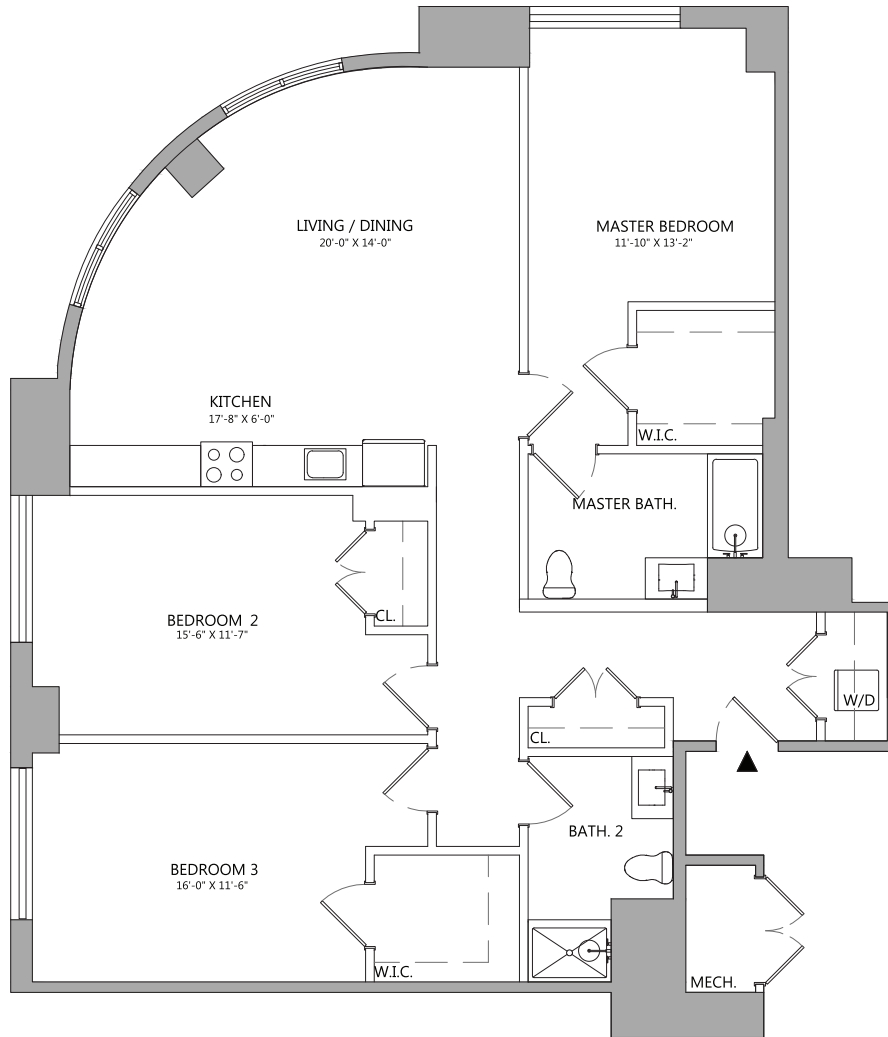 LIVING / DINING
20'-0" X 14'-0"
MASTER BEDROOM
11'-10" X 13'-2"
KITCHEN
17'-8" X 6'-0"
W.I.C.
MASTER BATH.
BEDROOM 2
15'-6" X 11'-7"
CL.
W/D
CL.
BATH. 2
BEDROOM 3
16'-0" X 11'-6"
W.I.C.
MECH.